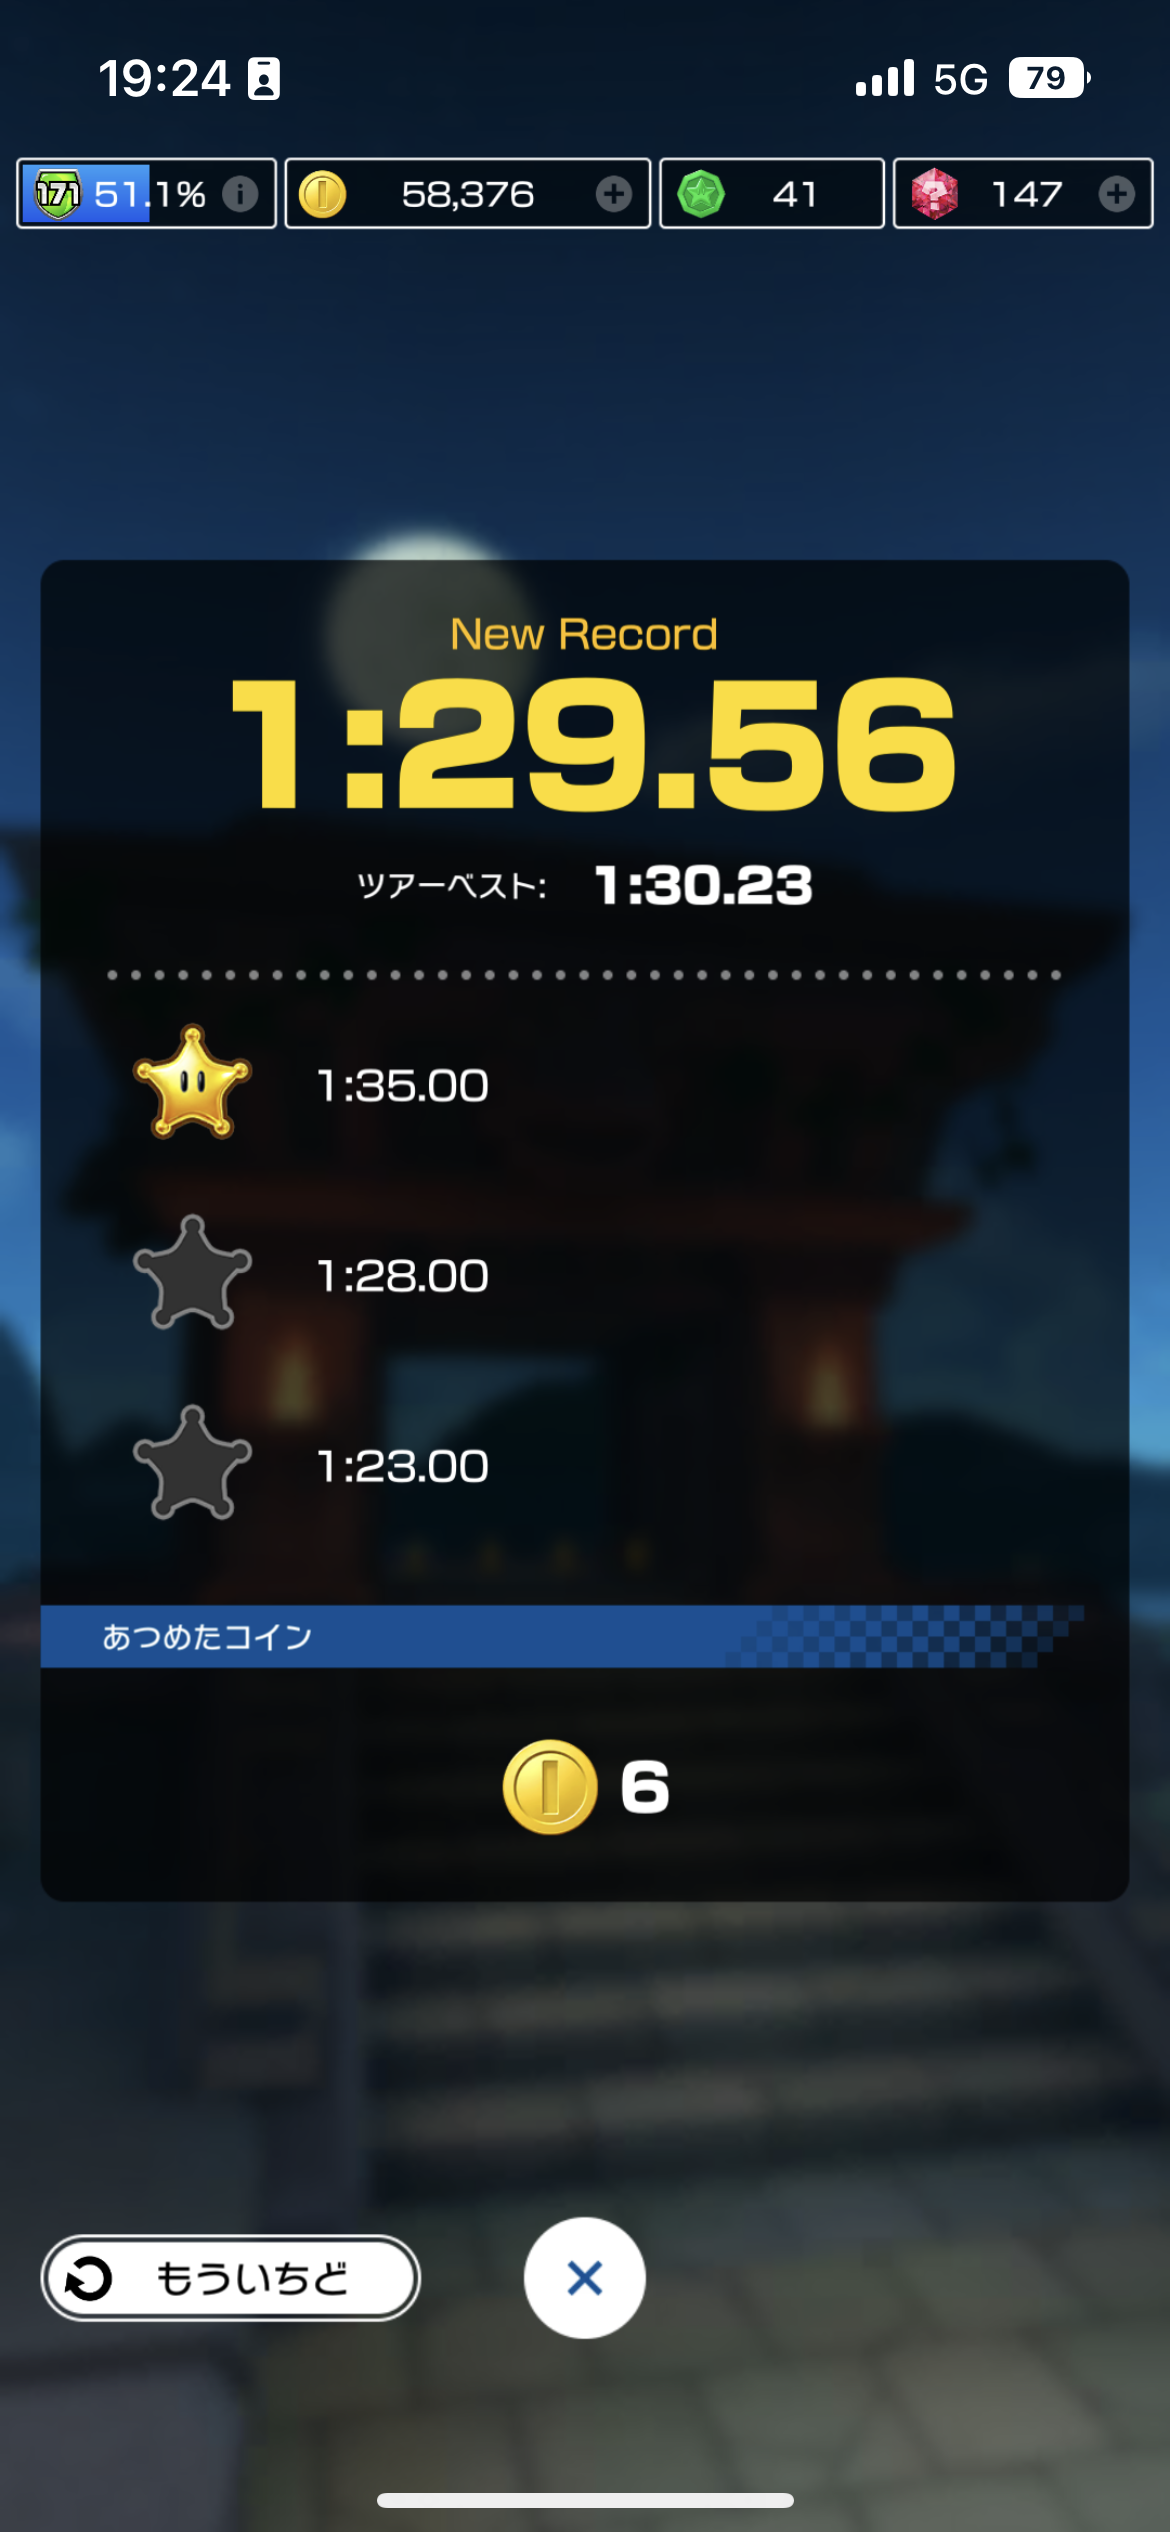 19:24 5G 79
171 51.1% i 58,376 + 41 ? 147 +
New Record
1:29.56
ツアーベスト: 1:30.23
1:35.00
1:28.00
1:23.00
あつめたコイン
6
もういちど ×